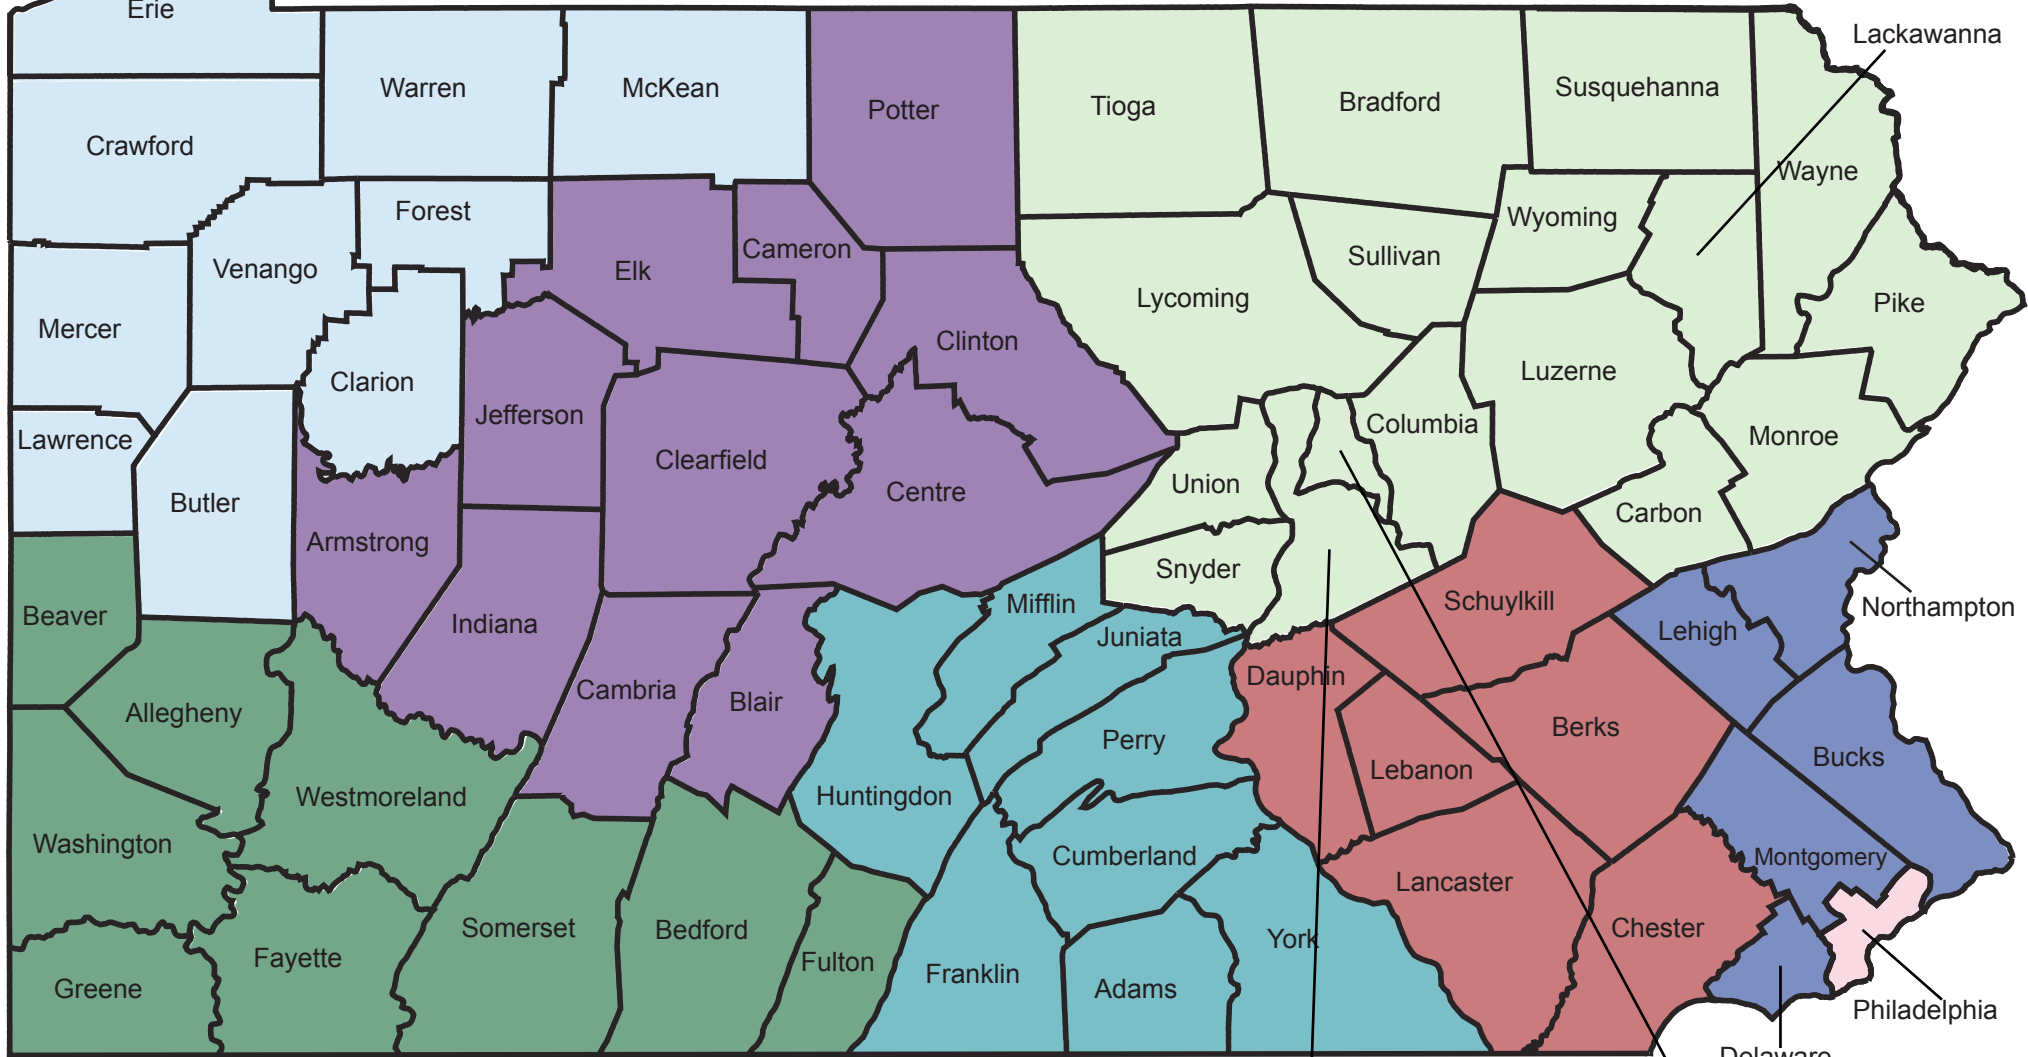 Erie
Lackawanna
Warren
McKean
Susquehanna
Bradford
Tioga
Potter
Crawford
Wayne
Forest
Wyoming
Cameron
Sullivan
Venango
Elk
Lycoming
Pike
Mercer
Clinton
Luzerne
Clarion
Jefferson
Columbia
Monroe
Lawrence
Clearfield
Union
Centre
Butler
Carbon
Armstrong
Snyder
Schuylkill
Mifflin
Northampton
Beaver
Indiana
Juniata
Lehigh
Dauphin
Cambria
Blair
Allegheny
Berks
Perry
Bucks
Lebanon
Westmoreland
Huntingdon
Washington
Cumberland
Montgomery
Lancaster
Somerset
Bedford
Chester
York
Fayette
Fulton
Franklin
Greene
Adams
Philadelphia
Delaware